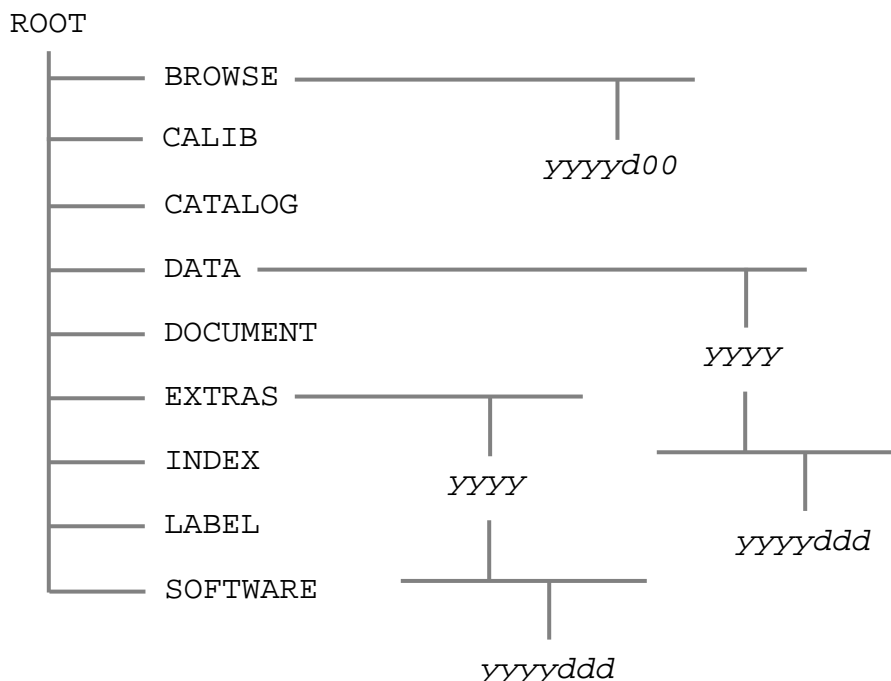 ROOT
BROWSE
CALIB
yyyyd00
CATALOG
DATA
DOCUMENT
yyyy
EXTRAS
INDEX
yyyy
LABEL
yyyyddd
SOFTWARE
yyyyddd